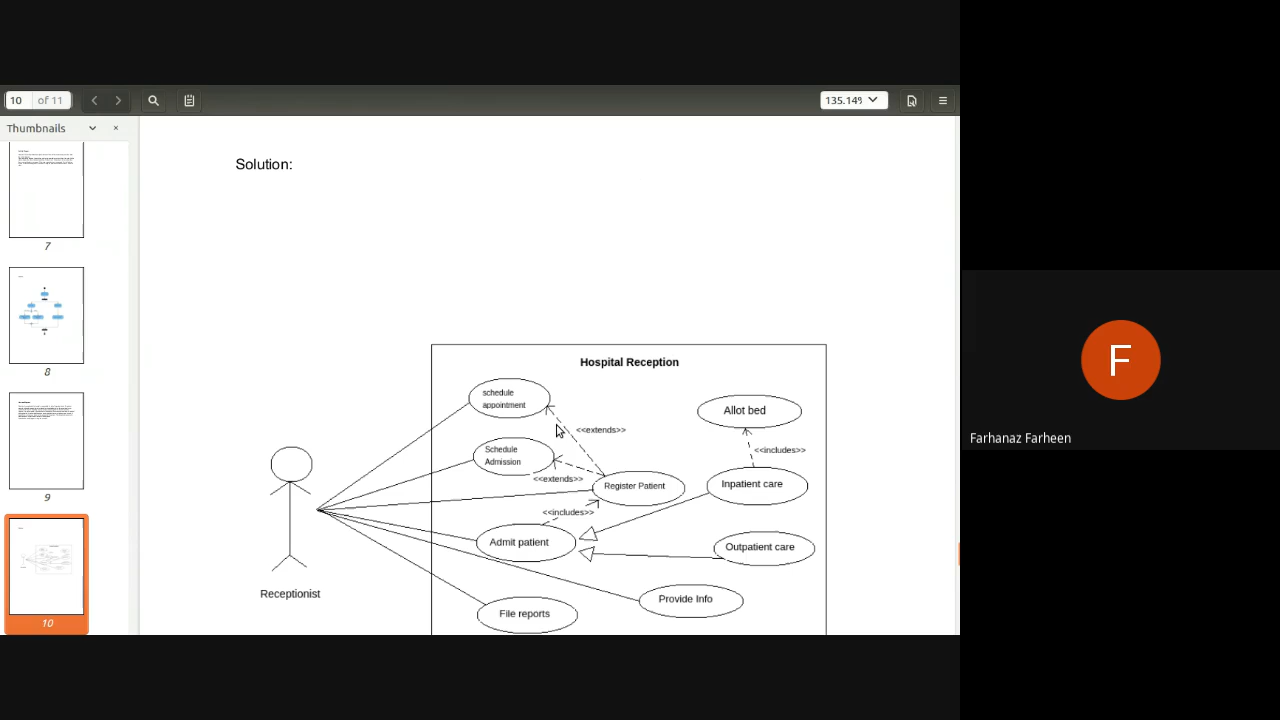 10 of 11
135.14%
Thumbnails
7
8
9
10
Solution:
Hospital Reception
schedule
appointment
Allot bed
<<extends>>
Schedule
Admission
<<includes>>
<<extends>>
Register Patient
Inpatient care
<<includes>>
Admit patient
Outpatient care
Receptionist
Provide Info
File reports
F
Farhanaz Farheen